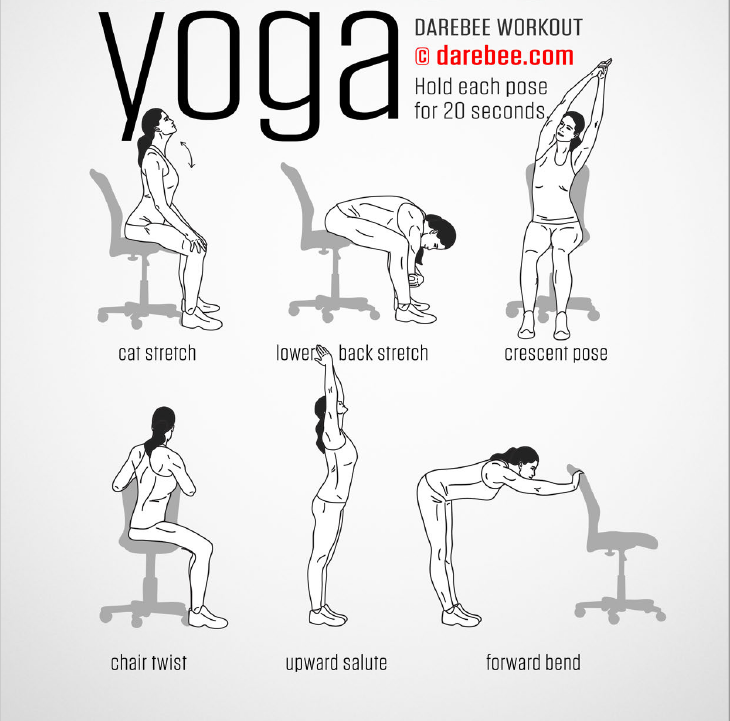 yoga
DAREBEE WORKOUT
© darebee.com
Hold each pose
for 20 seconds.
cat stretch
lower back stretch
crescent pose
chair twist
upward salute
forward bend